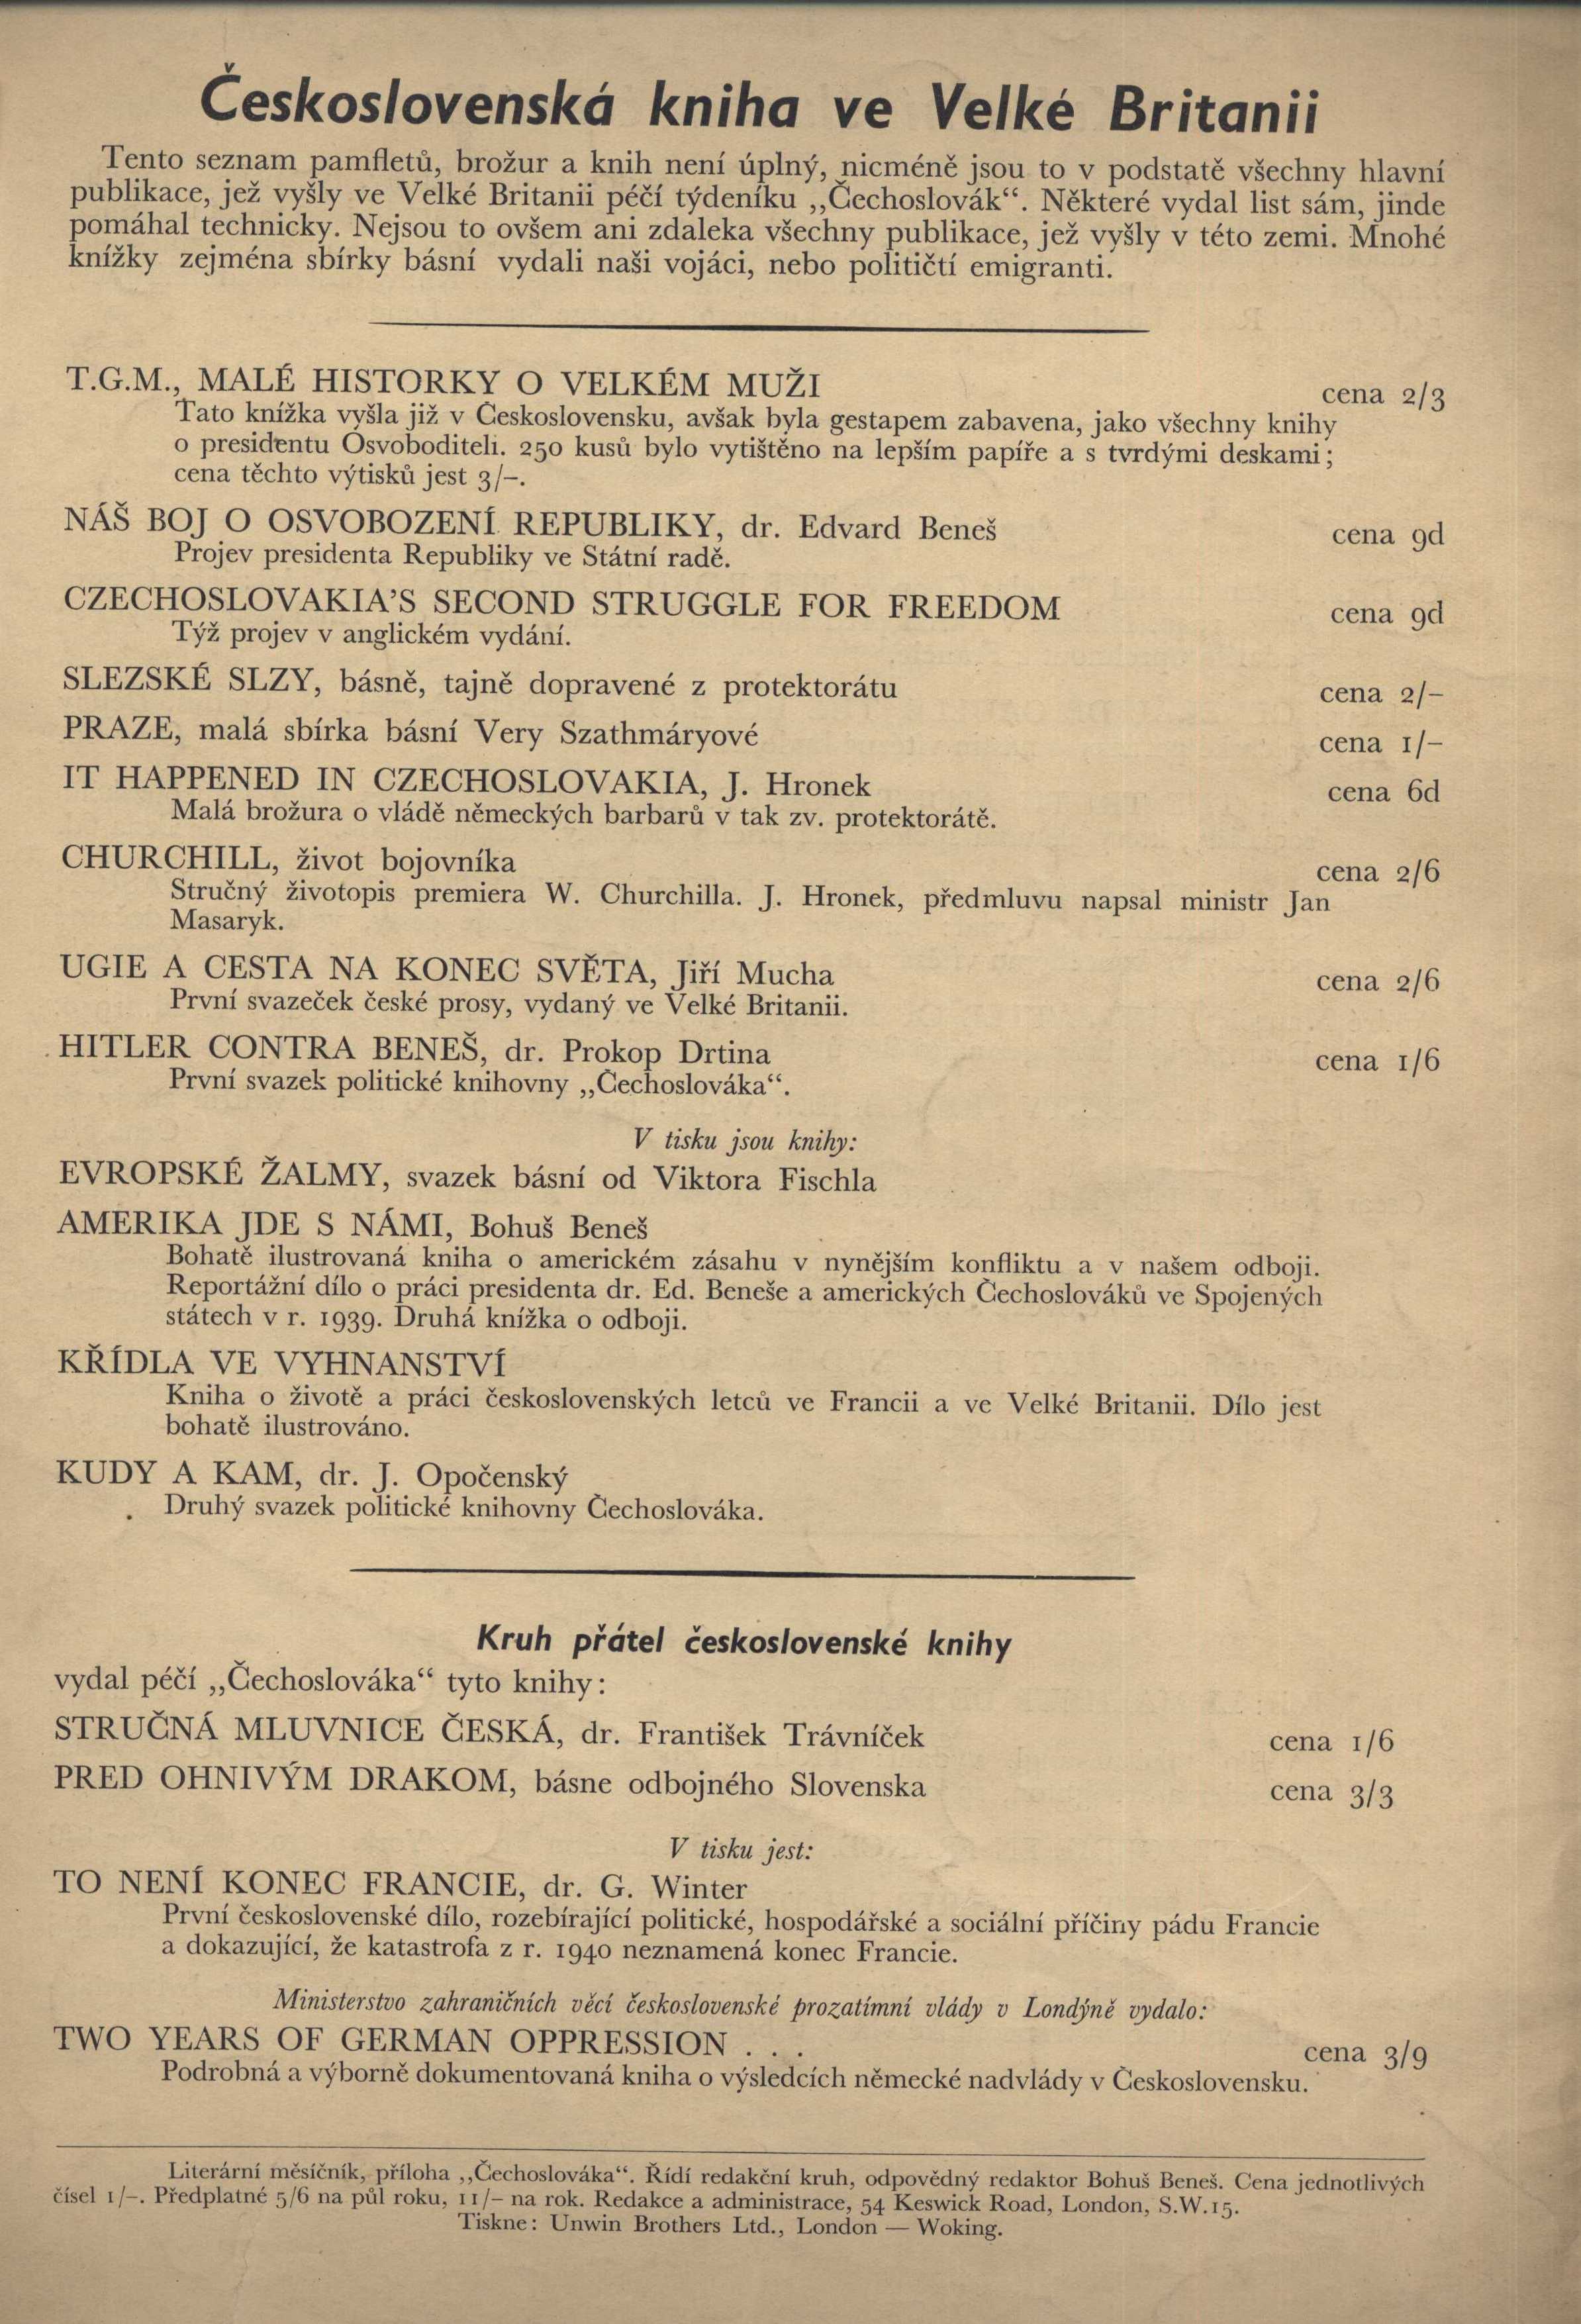 Československá kniha ve Velké Britanii
Tento seznam pamfletů, brožur a knih není úplný, nicméně jsou to v podstatě všechny hlavní
publikace, jež vyšly ve Velké Britanii péčí týdeníku ,,Čechoslovák“. Některé vydal list sám, jinde
pomáhal technicky. Nejsou to ovšem ani zdaleka všechny publikace, jež vyšly v této zemi. Mnohé
knížky zejména sbírky básní vydali naši vojáci, nebo političtí emigranti.
T.G.M., MALÉ HISTORKY O VELKÉM MUŽI cena 2/3
Tato knížka vyšla již v Československu, avšak byla gestapem zabavena, jako všechny knihy
o presidentu Osvoboditeli. 250 kusů bylo vytištěno na lepším papíře a s tvrdými deskami;
cena těchto výtisků jest 3/–.
NÁŠ BOJ O OSVOBOZENÍ REPUBLIKY, dr. Edvard Beneš cena 9d
Projev presidenta Republiky ve Státní radě.
CZECHOSLOVAKIA’S SECOND STRUGGLE FOR FREEDOM cena 9d
Týž projev v anglickém vydání.
SLEZSKÉ SLZY, básně, tajně dopravené z protektorátu cena 2/–
PRAZE, malá sbírka básní Very Szathmáryové cena 1/–
IT HAPPENED IN CZECHOSLOVAKIA, J. Hronek cena 6d
Malá brožura o vládě německých barbarů v tak zv. protektorátě.
CHURCHILL, život bojovníka cena 2/6
Stručný životopis premiera W. Churchilla. J. Hronek, předmluvu napsal ministr Jan
Masaryk.
UGIE A CESTA NA KONEC SVĚTA, Jiří Mucha cena 2/6
První svazeček české prosy, vydaný ve Velké Britanii.
HITLER CONTRA BENEŠ, dr. Prokop Drtina cena 1/6
První svazek politické knihovny ,,Čechoslováka“.
V tisku jsou knihy:
EVROPSKÉ ŽALMY, svazek básní od Viktora Fischla
AMERIKA JDE S NÁMI, Bohuš Beneš
Bohatě ilustrovaná kniha o americkém zásahu v nynějším konfliktu a v našem odboji.
Reportážní dílo o práci presidenta dr. Ed. Beneše a amerických Čechoslováků ve Spojených
státech v r. 1939. Druhá knížka o odboji.
KŘÍDLA VE VYHNANSTVÍ
Kniha o životě a práci československých letců ve Francii a ve Velké Britanii. Dílo jest
bohatě ilustrováno.
KUDY A KAM, dr. J. Opočenský
Druhý svazek politické knihovny Čechoslováka.
Kruh přátel československé knihy
vydal péčí ,,Čechoslováka“ tyto knihy:
STRUČNÁ MLUVNICE ČESKÁ, dr. František Trávníček cena 1/6
PRED OHNIVÝM DRAKOM, básne odbojného Slovenska cena 3/3
V tisku jest:
TO NENÍ KONEC FRANCIE, dr. G. Winter
První československé dílo, rozebírající politické, hospodářské a sociální příčiny pádu Francie
a dokazující, že katastrofa z r. 1940 neznamená konec Francie.
Ministerstvo zahraničních věcí československé prozatímní vlády v Londýně vydalo:
TWO YEARS OF GERMAN OPPRESSION . . . cena 3/9
Podrobná a výborně dokumentovaná kniha o výsledcích německé nadvlády v Československu.
Literární měsíčník, příloha ,,Čechoslováka“. Řídí redakční kruh, odpovědný redaktor Bohuš Beneš. Cena jednotlivých
čísel 1/–. Předplatné 5/6 na půl roku, 11/– na rok. Redakce a administrace, 54 Keswick Road, London, S.W.15.
Tiskne: Unwin Brothers Ltd., London — Woking.